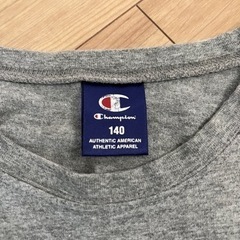 Champion
140
AUTHENTIC AMERICAN
ATHLETIC APPAREL